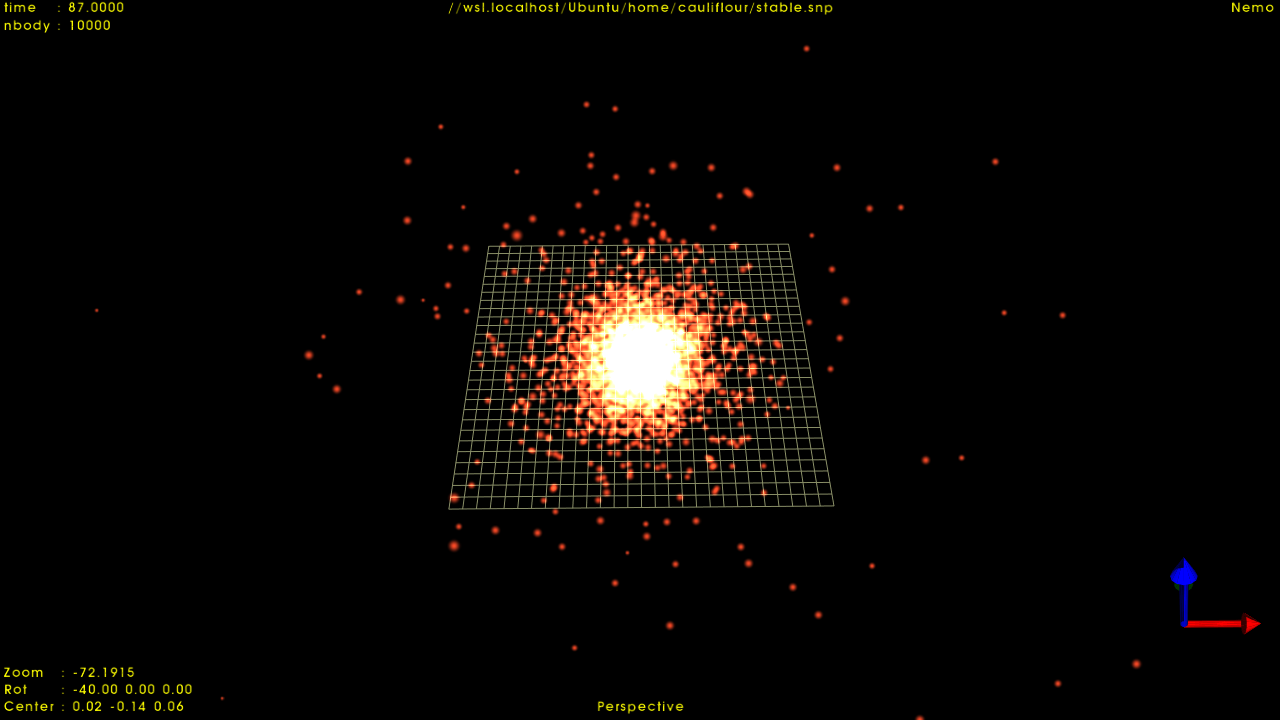 time : 87.0000
//wsl.localhost/Ubuntu/home/cauliflour/stable.snp
Nemo
nbody : 10000
Zoom : -72.1915
Rot : -40.00 0.00 0.00
Center : 0.02 -0.14 0.06
Perspective